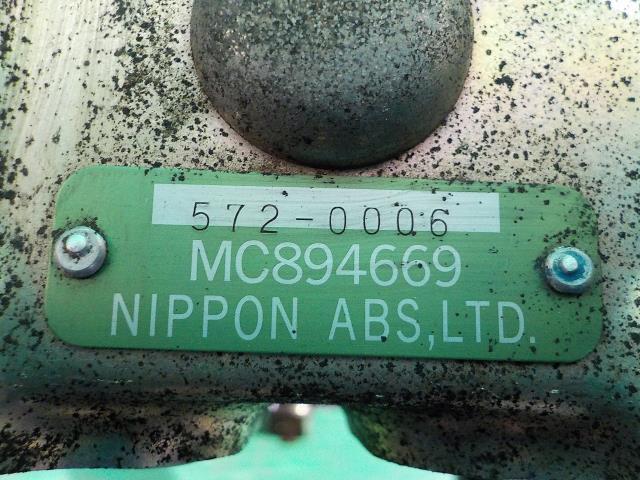 572-0006
MC894669
NIPPON ABS,LTD.